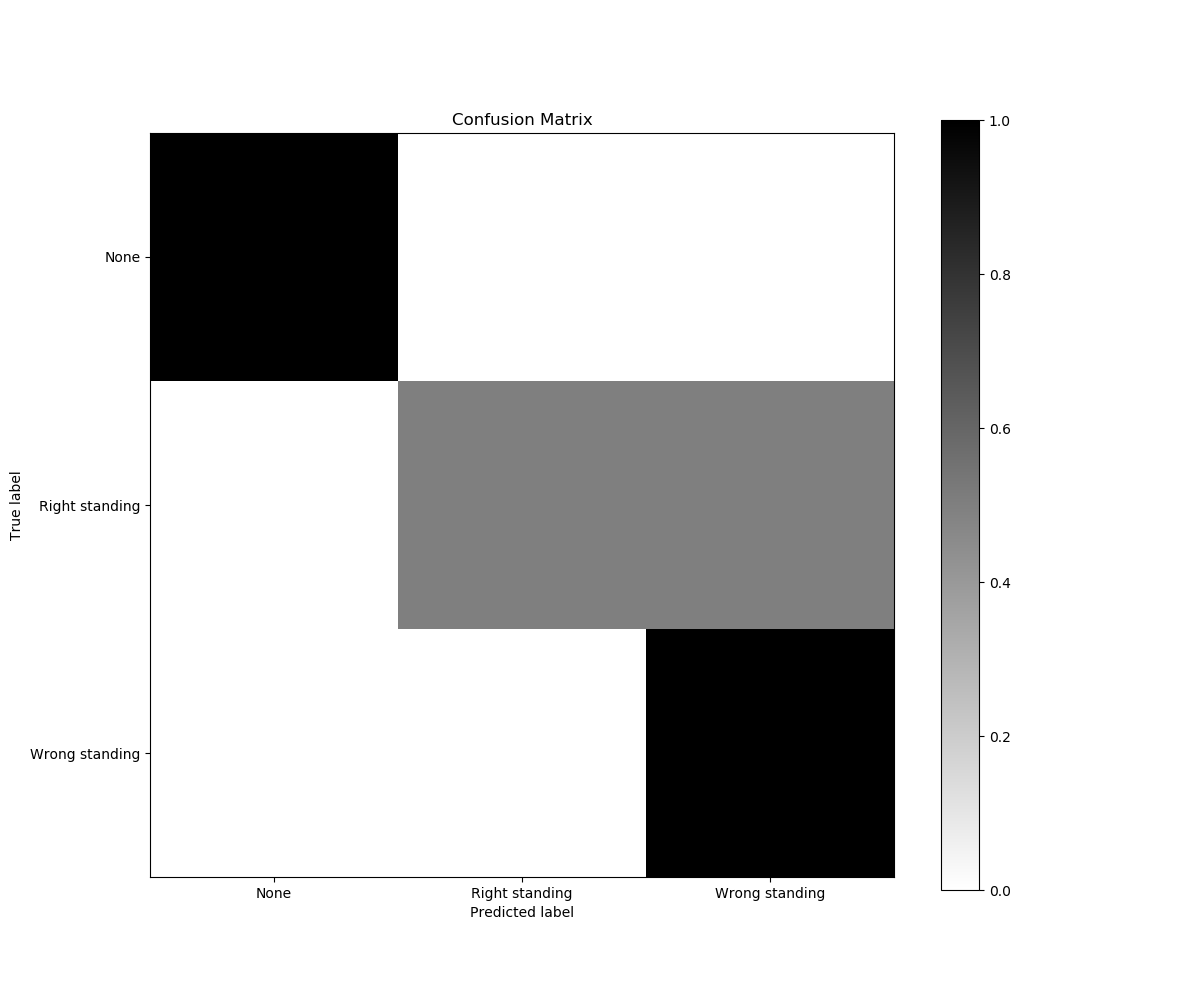 Confusion Matrix
True label
None
Right standing
Wrong standing
None
Right standing
Wrong standing
Predicted label
1.0
0.8
0.6
0.4
0.2
0.0